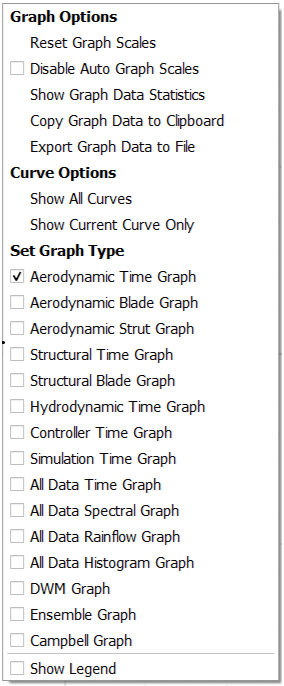 Graph Options
Reset Graph Scales
Disable Auto Graph Scales
Show Graph Data Statistics
Copy Graph Data to Clipboard
Export Graph Data to File
Curve Options
Show All Curves
Show Current Curve Only
Set Graph Type
Aerodynamic Time Graph
Aerodynamic Blade Graph
Aerodynamic Strut Graph
Structural Time Graph
Structural Blade Graph
Hydrodynamic Time Graph
Controller Time Graph
Simulation Time Graph
All Data Time Graph
All Data Spectral Graph
All Data Rainflow Graph
All Data Histogram Graph
DWM Graph
Ensemble Graph
Campbell Graph
Show Legend